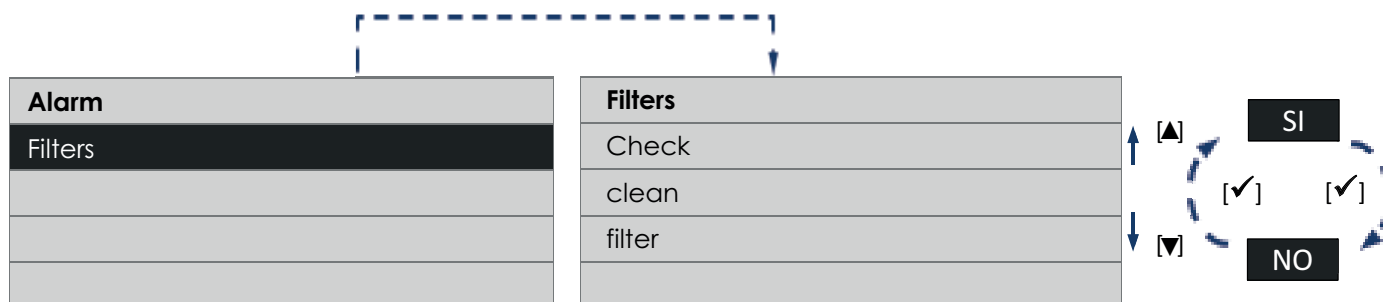 Alarm
Filters
Filters
Check
clean
filter
[▲]
[▼]
SI
[✓] [✓]
NO